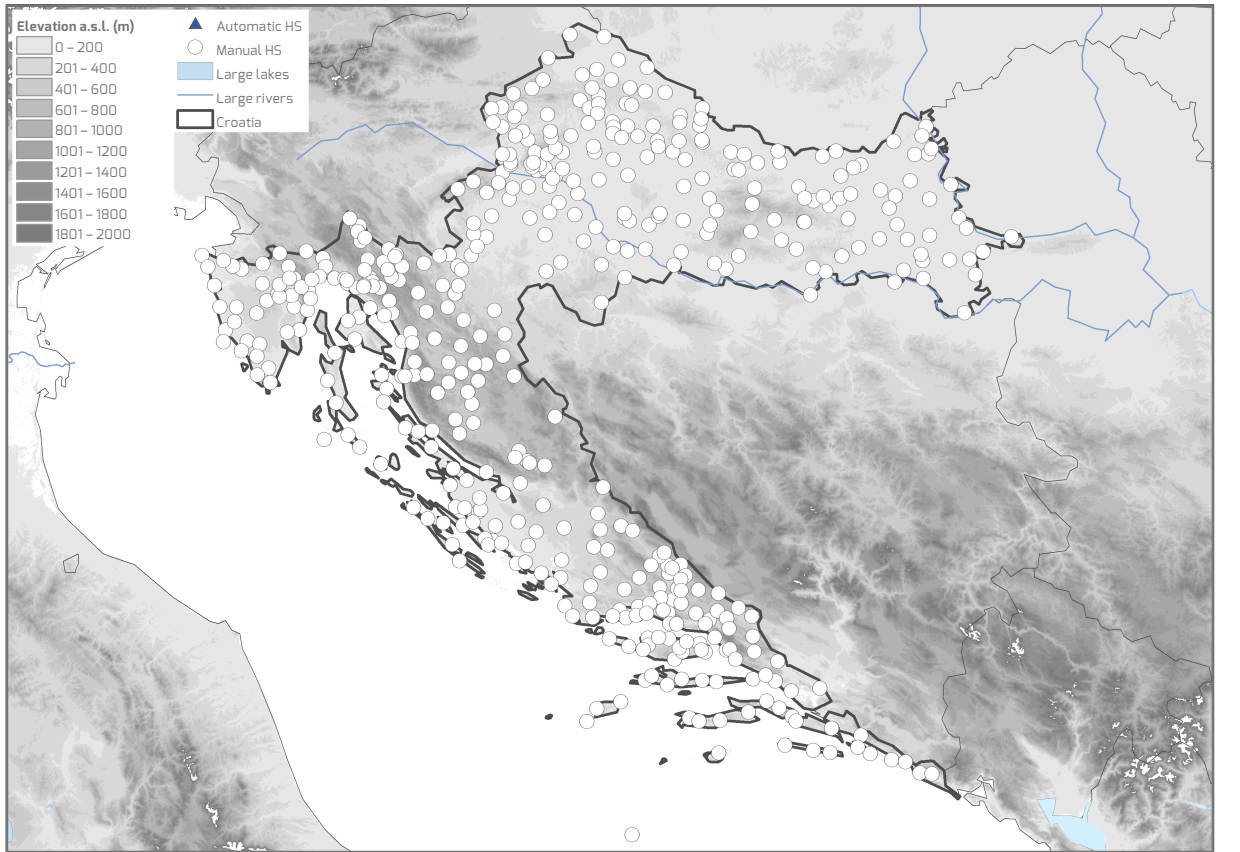 Elevation a.s.l. (m)
0 – 200
201 – 400
401 – 600
601 – 800
801 – 1000
1001 – 1200
1201 – 1400
1401 – 1600
1601 – 1800
1801 – 2000
Automatic HS
Manual HS
Large lakes
Large rivers
Croatia